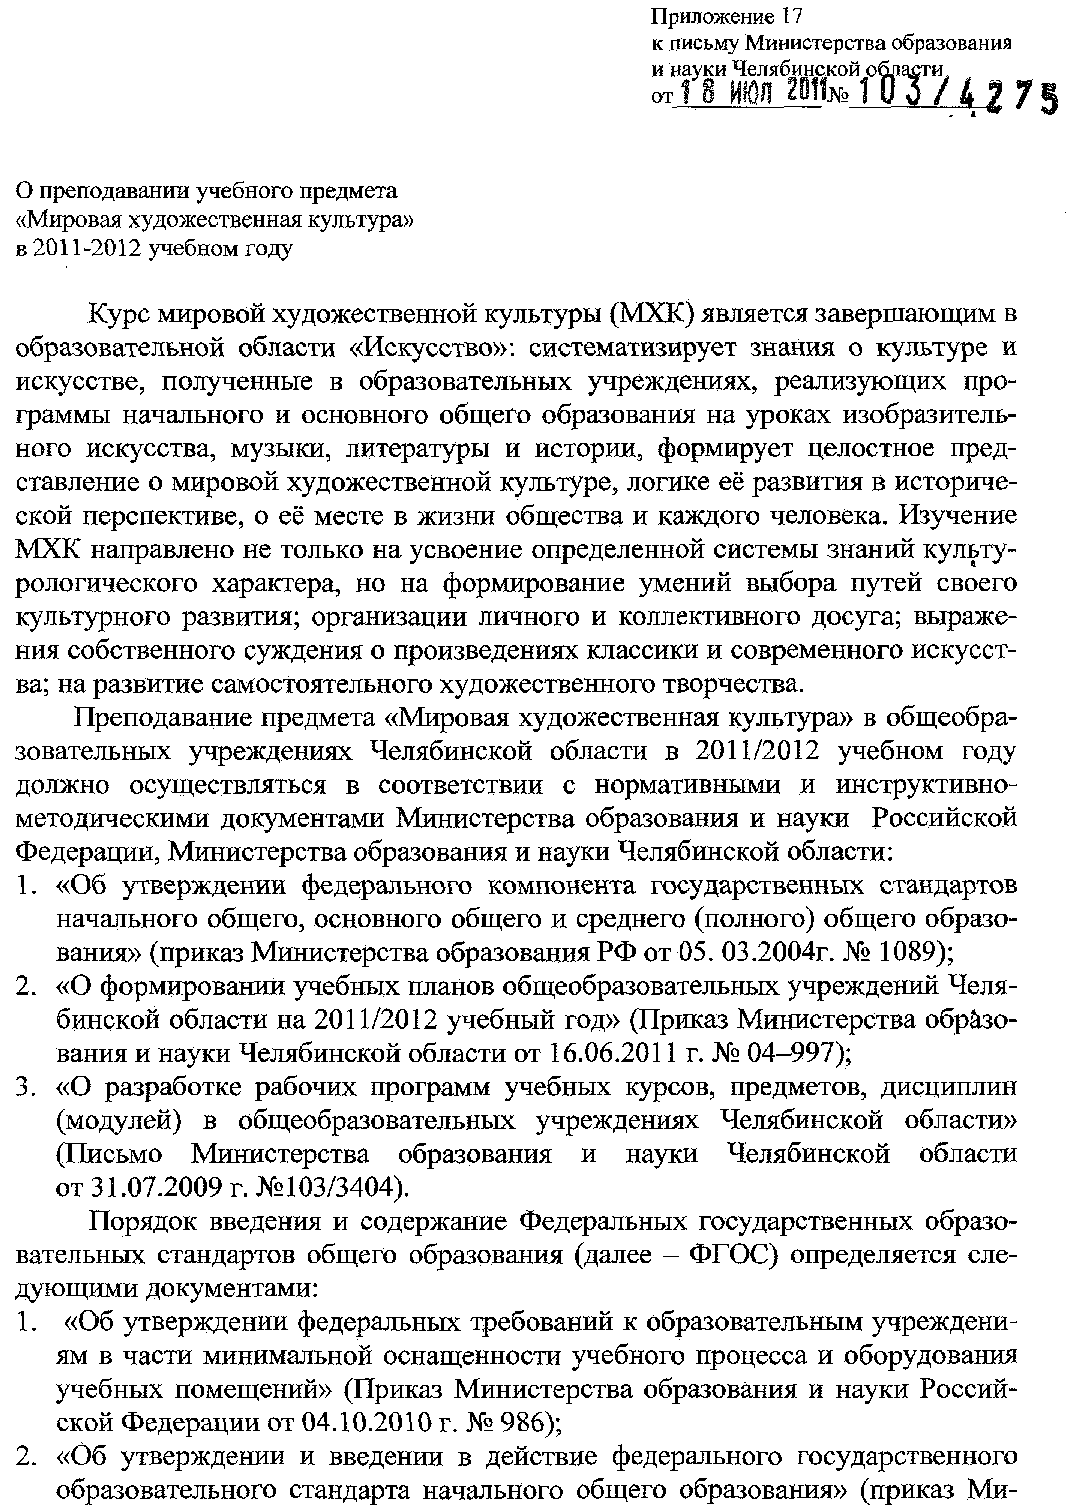 Приложение 17
к письму Министерства образования
и науки Челябинской области
от 18 ИЮЛ 2011 № 103/4275
О преподавании учебного предмета
«Мировая художественная культура»
в 2011-2012 учебном году
Курс мировой художественной культуры (МХК) является завершающим в
образовательной области «Искусство»: систематизирует знания о культуре и
искусстве, полученные в образовательных учреждениях, реализующих про-
граммы начального и основного общего образования на уроках изобразитель-
ного искусства, музыки, литературы и истории, формирует целостное пред-
ставление о мировой художественной культуре, логике её развития в историче-
ской перспективе, о её месте в жизни общества и каждого человека. Изучение
МХК направлено не только на усвоение определенной системы знаний культу-
рологического характера, но на формирование умений выбора путей своего
культурного развития; организации личного и коллективного досуга; выраже-
ния собственного суждения о произведениях классики и современного искусст-
ва; на развитие самостоятельного художественного творчества.
Преподавание предмета «Мировая художественная культура» в общеобра-
зовательных учреждениях Челябинской области в 2011/2012 учебном году
должно осуществляться в соответствии с нормативными и инструктивно-
методическими документами Министерства образования и науки Российской
Федерации, Министерства образования и науки Челябинской области:
1. «Об утверждении федерального компонента государственных стандартов
начального общего, основного общего и среднего (полного) общего образо-
вания» (приказ Министерства образования РФ от 05. 03.2004г. № 1089);
2. «О формировании учебных планов общеобразовательных учреждений Челя-
бинской области на 2011/2012 учебный год» (Приказ Министерства образо-
вания и науки Челябинской области от 16.06.2011 г. № 04–997);
3. «О разработке рабочих программ учебных курсов, предметов, дисциплин
(модулей) в общеобразовательных учреждениях Челябинской области»
(Письмо Министерства образования и науки Челябинской области
от 31.07.2009 г. №103/3404).
Порядок введения и содержание Федеральных государственных образо-
вательных стандартов общего образования (далее – ФГОС) определяется сле-
дующими документами:
1. «Об утверждении федеральных требований к образовательным учреждени-
ям в части минимальной оснащенности учебного процесса и оборудования
учебных помещений» (Приказ Министерства образования и науки Россий-
ской Федерации от 04.10.2010 г. № 986);
2. «Об утверждении и введении в действие федерального государственного
образовательного стандарта начального общего образования» (приказ Ми-